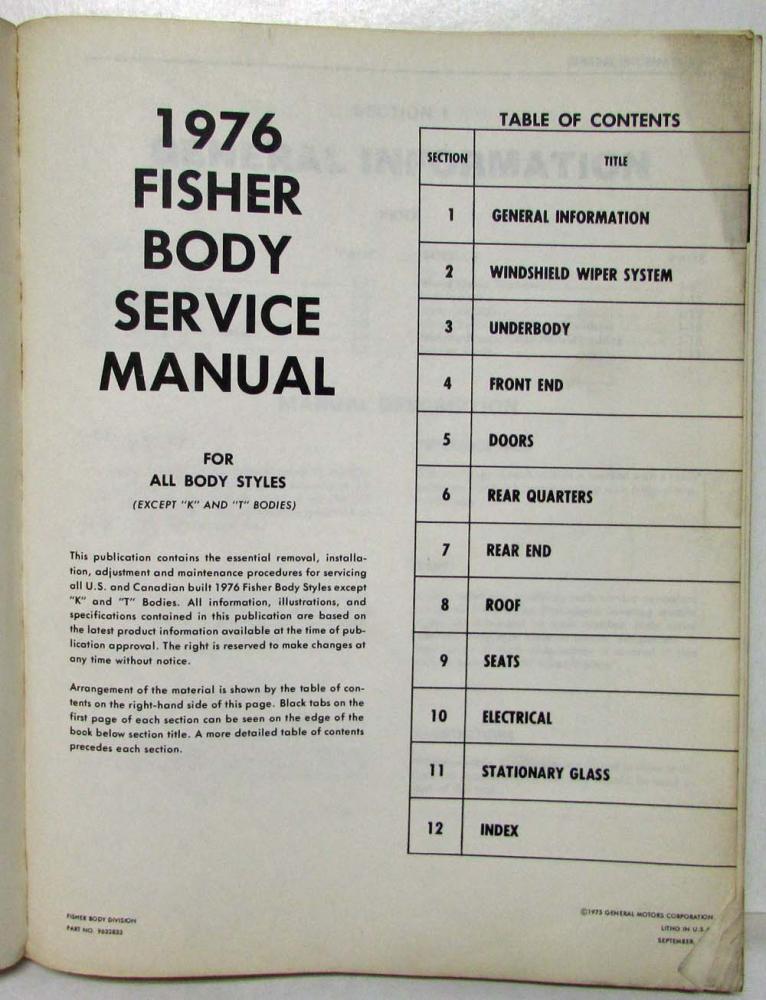 1976
FISHER
BODY
SERVICE
MANUAL
FOR
ALL BODY STYLES
(EXCEPT "K" AND "T" BODIES)
This publication contains the essential removal, installa-
tion, adjustment and maintenance procedures for servicing
all U.S. and Canadian built 1976 Fisher Body Styles except
"K" and "T" Bodies. All information, illustrations, and
specifications contained in this publication are based on
the latest product information available at the time of pub-
lication approval. The right is reserved to make changes at
any time without notice.
Arrangement of the material is shown by the table of con-
tents on the right-hand side of this page. Black tabs on the
first page of each section can be seen on the edge of the
book below section title. A more detailed table of contents
precedes each section.
FISHER BODY DIVISION
PART NO.
TABLE OF CONTENTS
SECTION TITLE
1 GENERAL INFORMATION
2 WINDSHIELD WIPER SYSTEM
3 UNDERBODY
4 FRONT END
5 DOORS
6 REAR QUARTERS
7 REAR END
8 ROOF
9 SEATS
10 ELECTRICAL
11 STATIONARY GLASS
12 INDEX
©1975 GENERAL MOTORS CORPORATION
LITHO IN U.S.
SEPTEMBER,